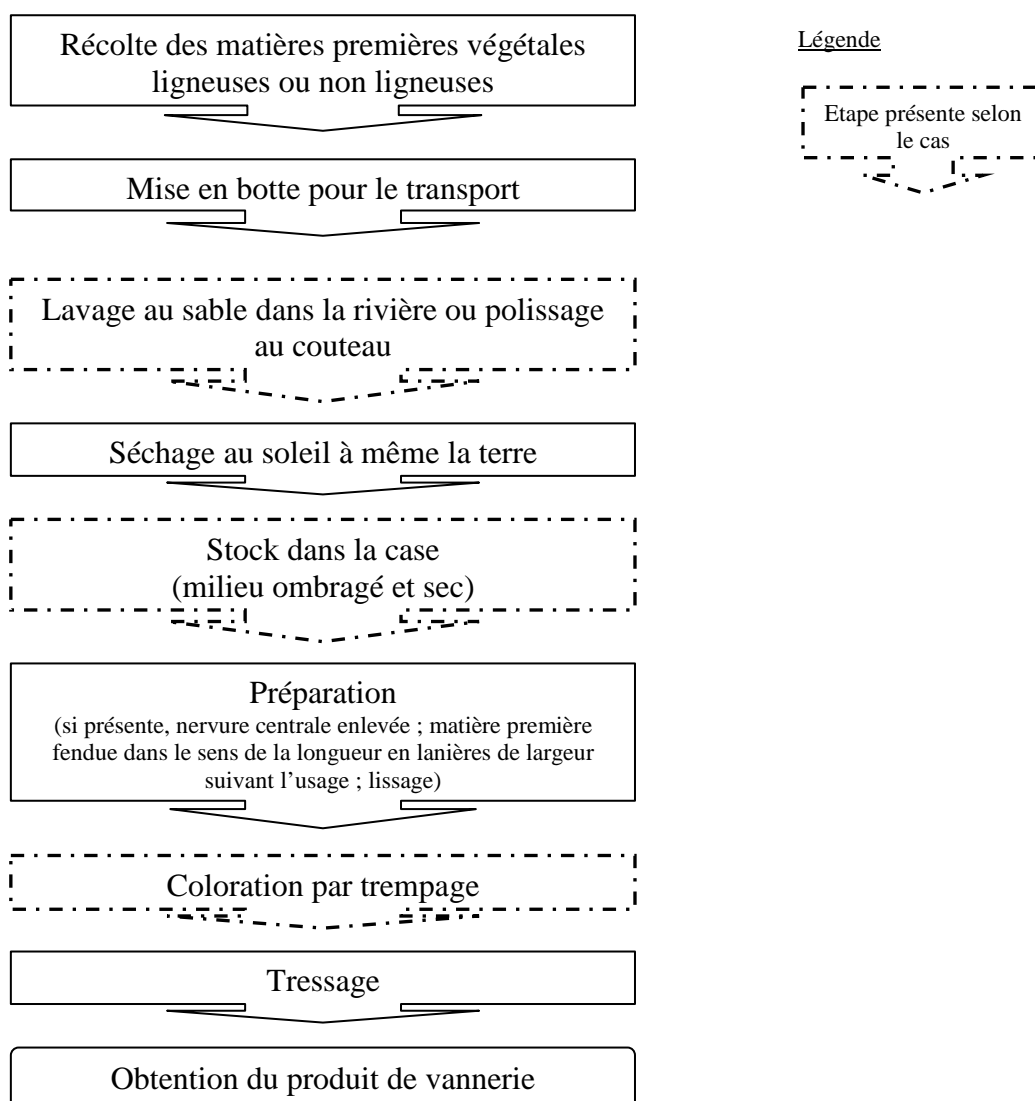 Récolte des matières premières végétales
ligneuses ou non ligneuses
Légende
Etape présente selon
le cas
Mise en botte pour le transport
Lavage au sable dans la rivière ou polissage
au couteau
Séchage au soleil à même la terre
Stock dans la case
(milieu ombragé et sec)
Préparation
(si présente, nervure centrale enlevée ; matière première
fendue dans le sens de la longueur en lanières de largeur
suivant l’usage ; lissage)
Coloration par trempage
Tressage
Obtention du produit de vannerie